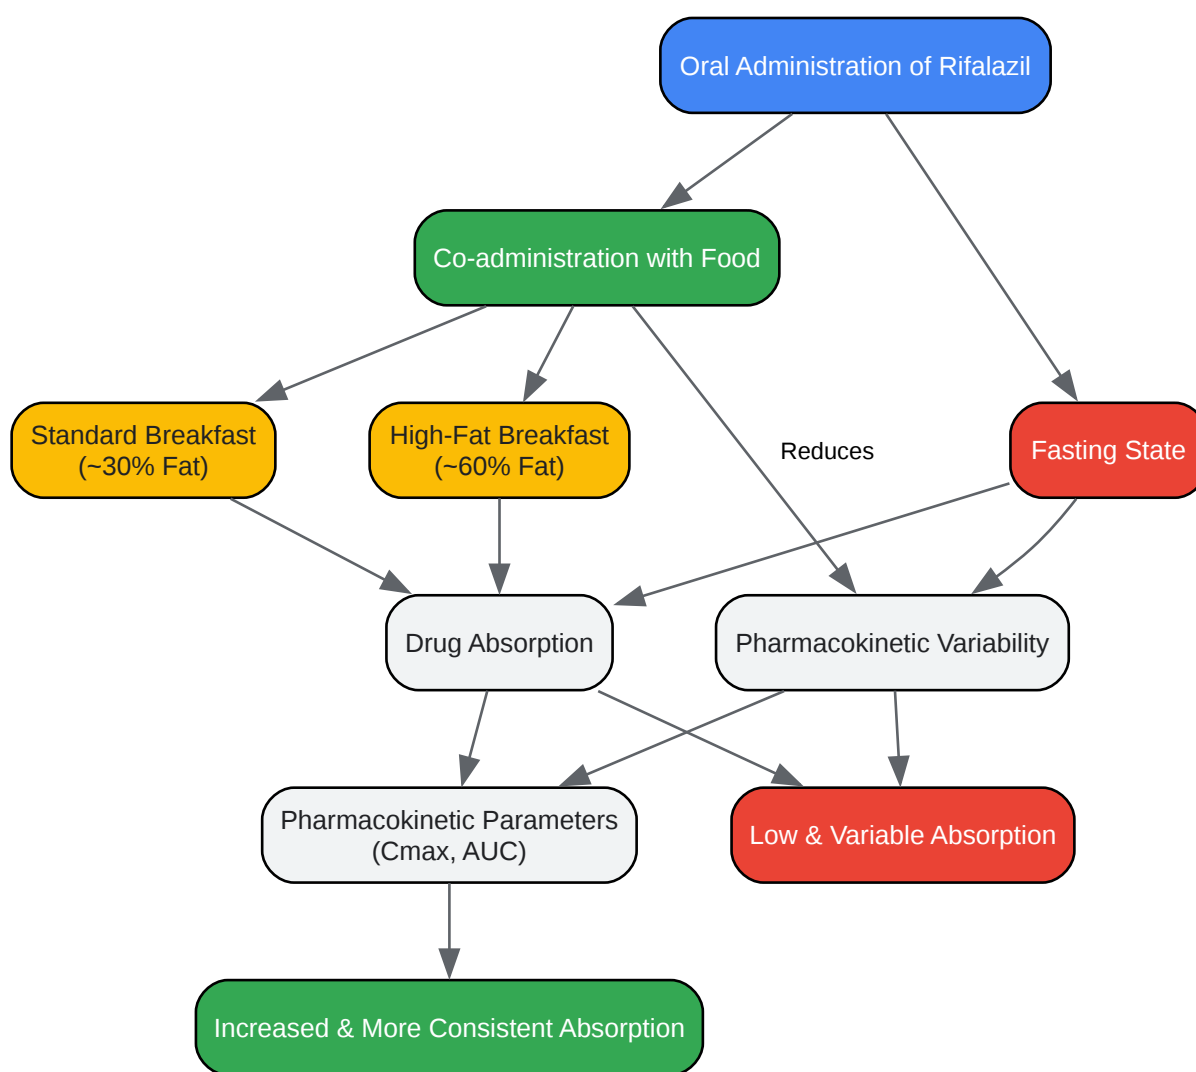 Oral Administration of Rifalazil
Co-administration with Food
Standard Breakfast
(~30% Fat)
High-Fat Breakfast
(~60% Fat)
Reduces
Fasting State
Drug Absorption
Pharmacokinetic Variability
Pharmacokinetic Parameters
(Cmax, AUC)
Low & Variable Absorption
Increased & More Consistent Absorption